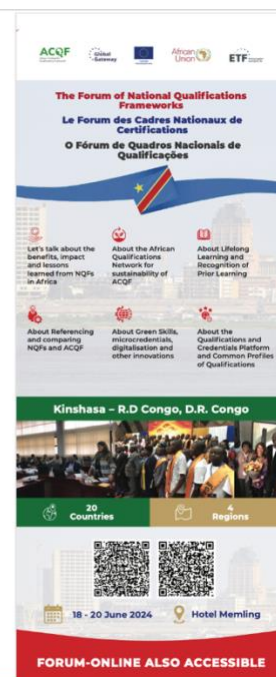 ACQF
Global
Gateway
African
Union
ETF
The Forum of National Qualifications
Frameworks
Le Forum des Cadres Nationaux de
Certifications
O Fórum de Quadros Nacionais de
Qualificações
Let's talk about the
benefits, impact
and lessons
learned from NQFs
in Africa
About the African
Qualifications
Network for
sustainability of
ACQF
About Lifelong
Learning and
Recognition of
Prior Learning
About Referencing
and comparing
NQFs and ACQF
About Green Skills,
microcredentials,
digitalisation and
other innovations
About the
Qualifications and
Credentials Platform
and Common Profiles
of Qualifications
Kinshasa – R.D Congo, D.R. Congo
20
Countries
4
Regions
18 - 20 June 2024
Hotel Memling
FORUM-ONLINE ALSO ACCESSIBLE